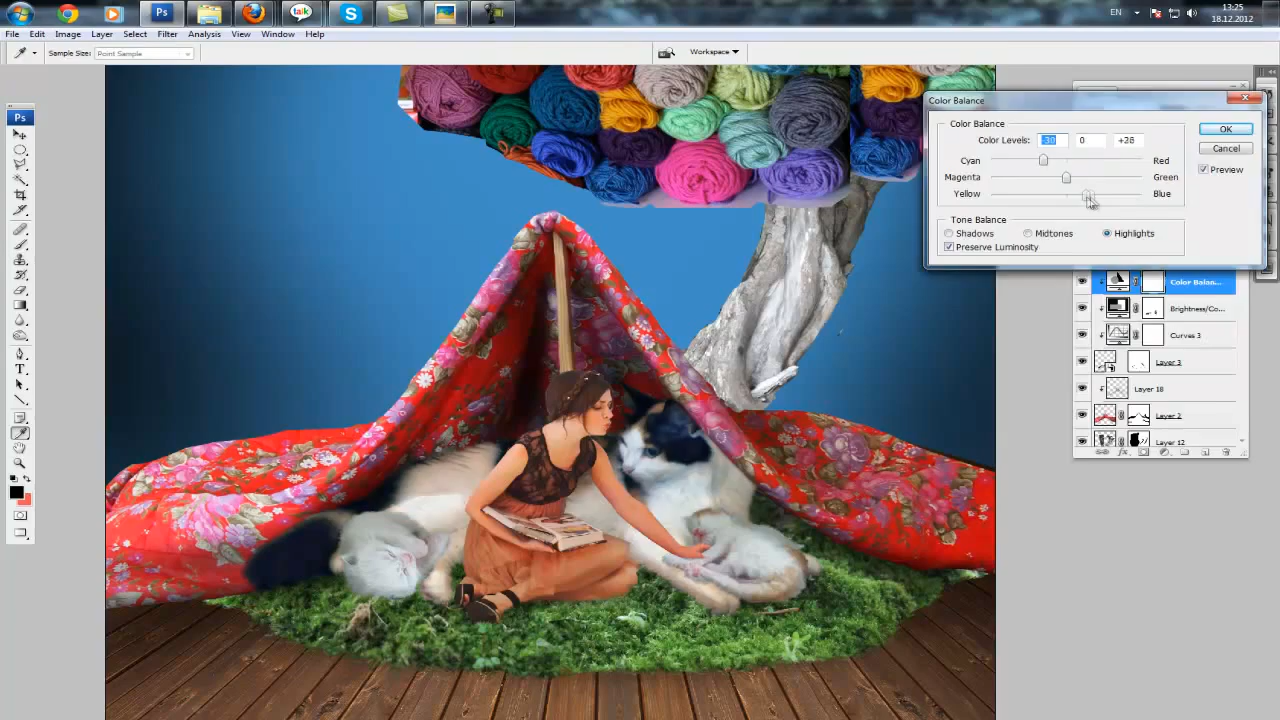 Ps
talk
EN
13:25
18.12.2012
File Edit Image Layer Select Filter Analysis View Window Help
Sample Size: Point Sample
Workspace
Ps
T
Color Balance
Color Balance
Color Levels: -30 0 +28
Cyan Red
Magenta Green
Yellow Blue
OK
Cancel
Preview
Tone Balance
Shadows Midtones Highlights
Preserve Luminosity
Color Balan...
Brightness/Co...
Curves 3
Layer 3
Layer 18
Layer 2
Layer 12